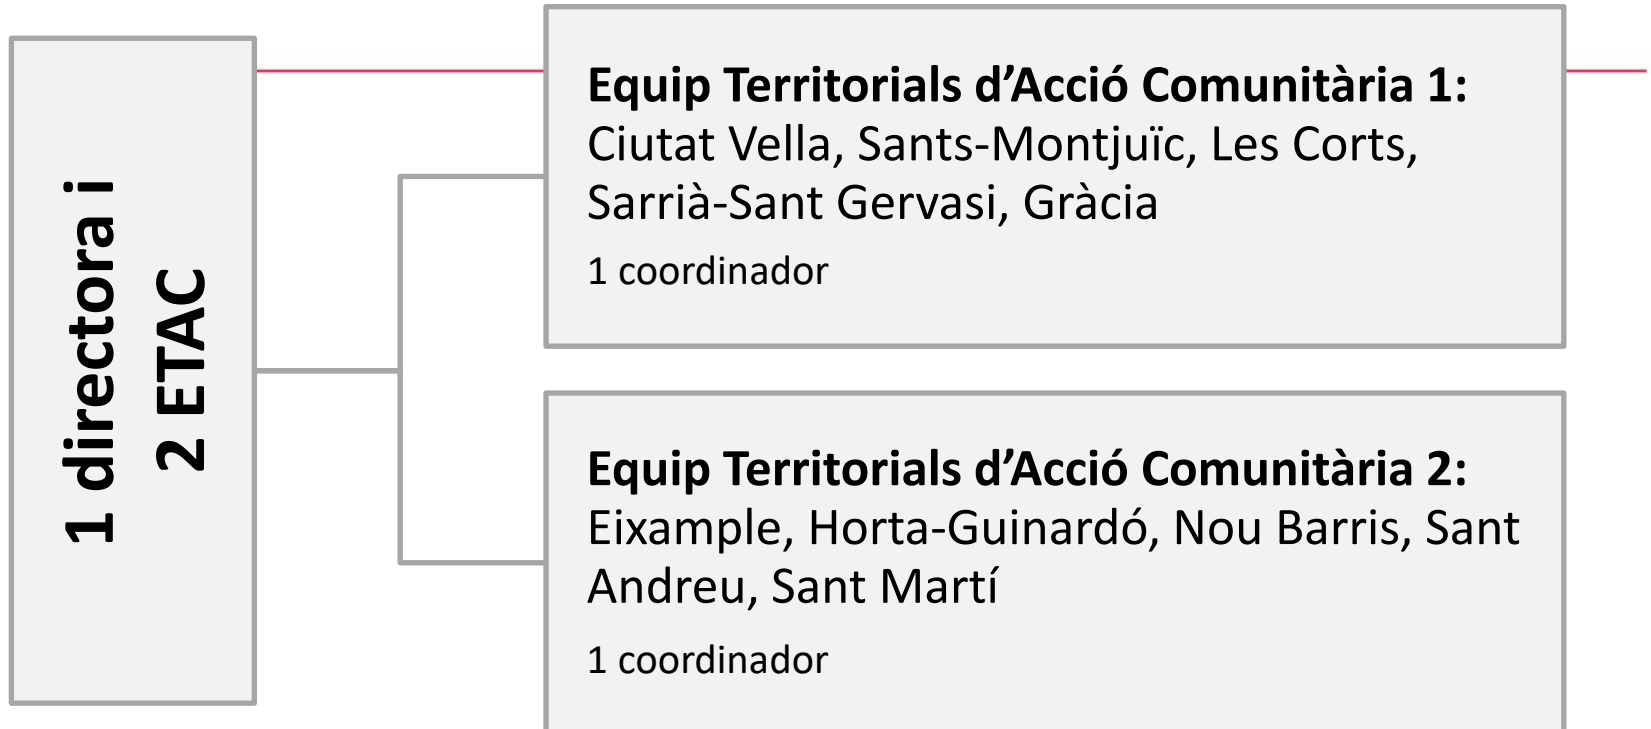 1 directora i
2 ETAC
Equip Territorials d’Acció Comunitària 1:
Ciutat Vella, Sants-Montjuïc, Les Corts,
Sarrià-Sant Gervasi, Gràcia
1 coordinador
Equip Territorials d’Acció Comunitària 2:
Eixample, Horta-Guinardó, Nou Barris, Sant
Andreu, Sant Martí
1 coordinador